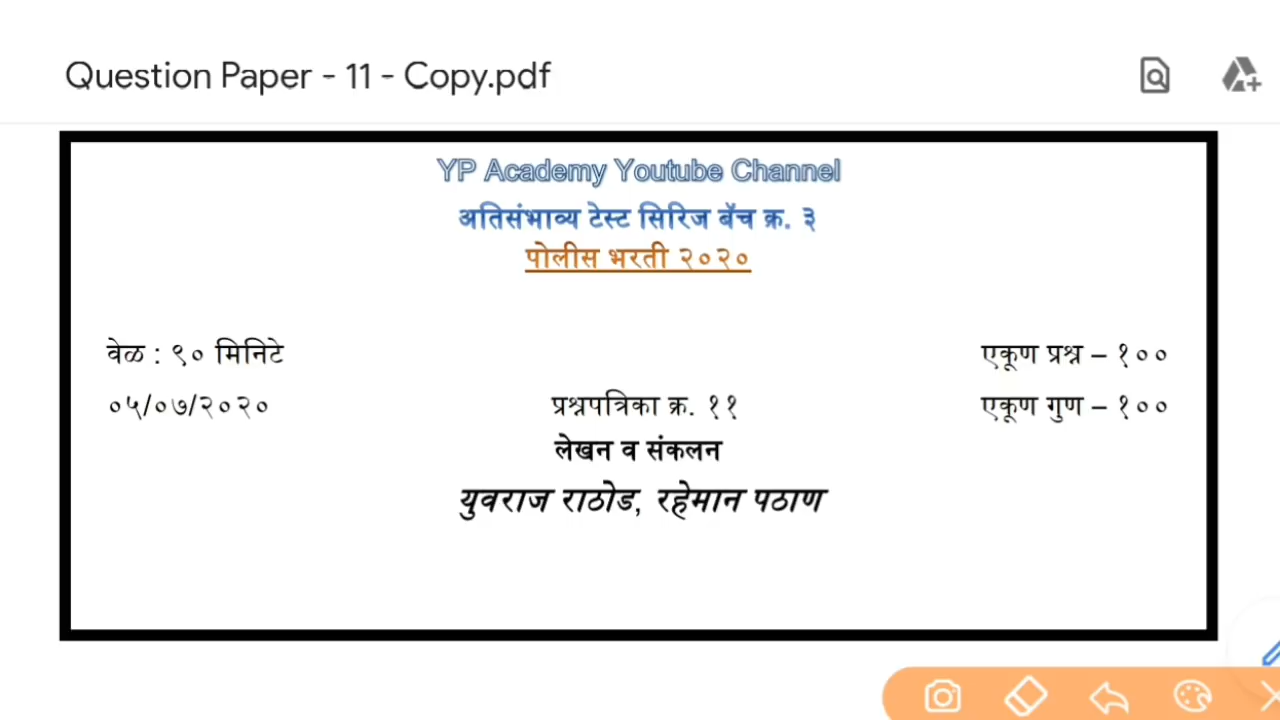 Question Paper - 11 - Copy.pdf
YP Academy Youtube Channel
अतिसंभाव्य टेस्ट सिरिज बॅच क्र. ३
पोलीस भरती २०२०
वेळ : ९० मिनिटे
एकूण प्रश्न – १००
०५/०७/२०२०
प्रश्नपत्रिका क्र. ११
एकूण गुण – १००
लेखन व संकलन
युवराज राठोड, रहेमान पठाण